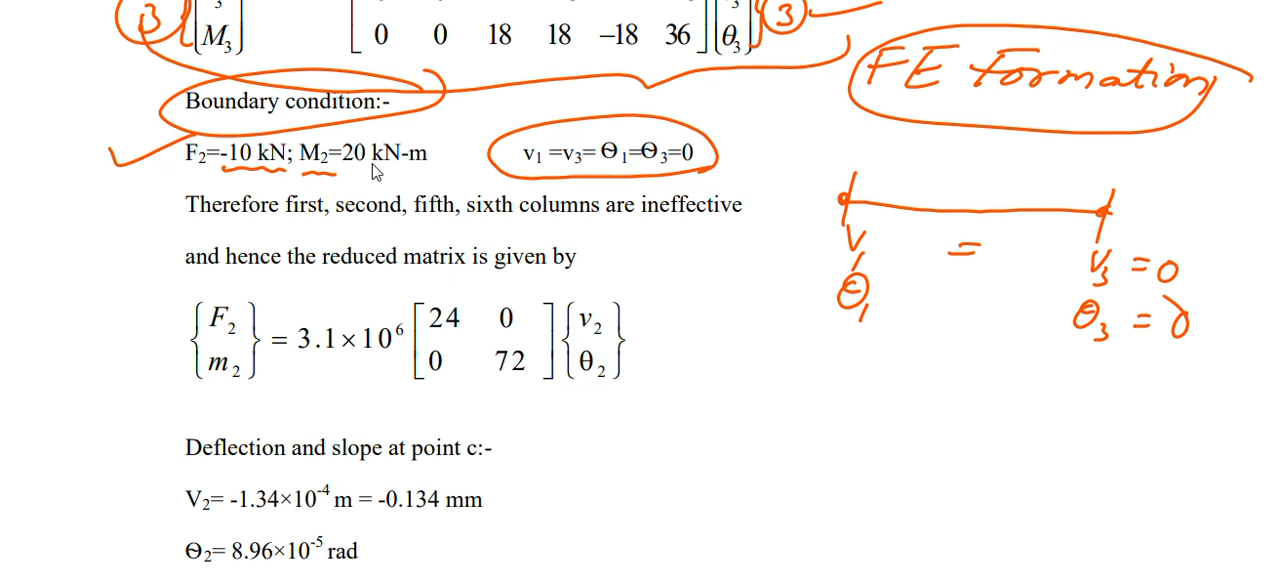 3
M₃ 0 0 18 18 −18 36 θ₃ 3
FE formation
Boundary condition:-
F₂=-10 kN; M₂=20 kN-m v₁ =v₃= Θ₁=Θ₃=0
Therefore first, second, fifth, sixth columns are ineffective
and hence the reduced matrix is given by
V₁ = V₃ = 0
Θ₁ Θ₃ = 0
F₂ 24 0 v₂
= 3.1×10⁶
m₂ 0 72 θ₂
Deflection and slope at point c:-
V₂= -1.34×10⁻⁴ m = -0.134 mm
Θ₂= 8.96×10⁻⁵ rad